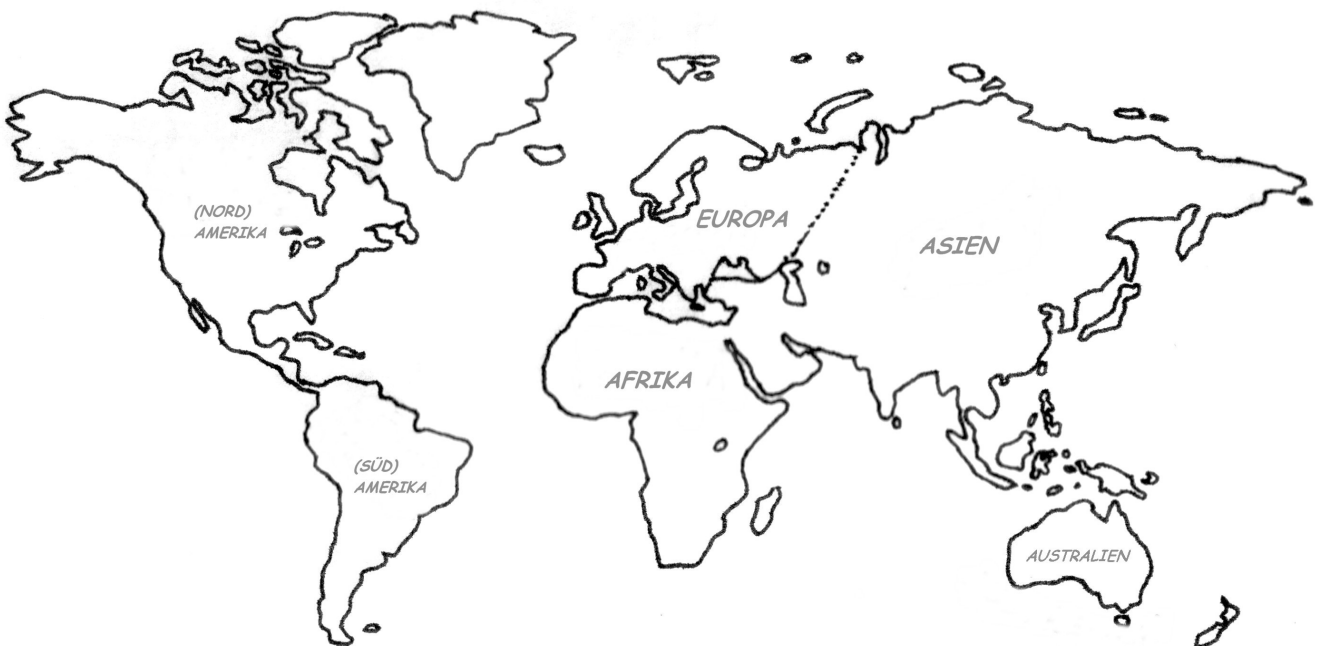 (NORD)
AMERIKA
EUROPA
ASIEN
AFRIKA
(SÜD)
AMERIKA
AUSTRALIEN